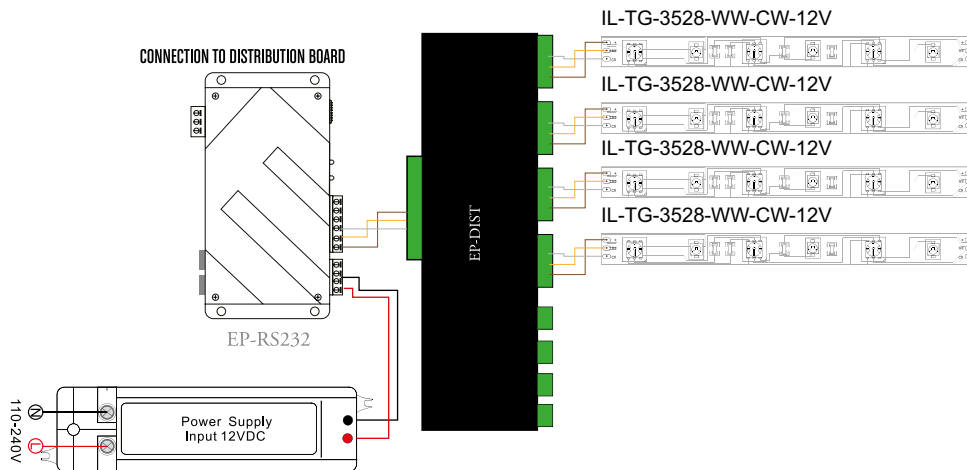 IL-TG-3528-WW-CW-12V
CONNECTION TO DISTRIBUTION BOARD
IL-TG-3528-WW-CW-12V
IL-TG-3528-WW-CW-12V
IL-TG-3528-WW-CW-12V
EP-DIST
EP-RS232
Power Supply
Input 12VDC
N
L
110-240V